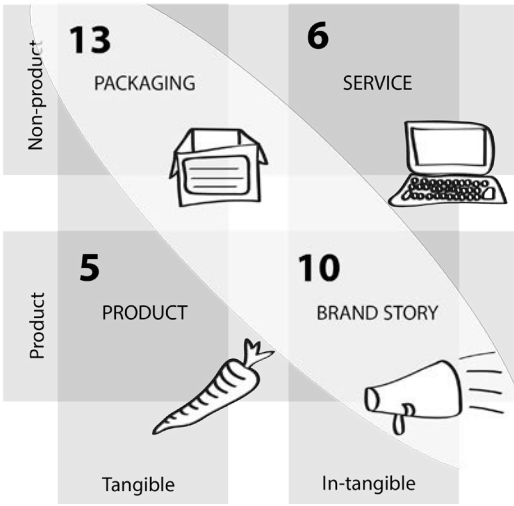 13
PACKAGING
6
SERVICE
Non-product
5
PRODUCT
10
BRAND STORY
Product
Tangible
In-tangible